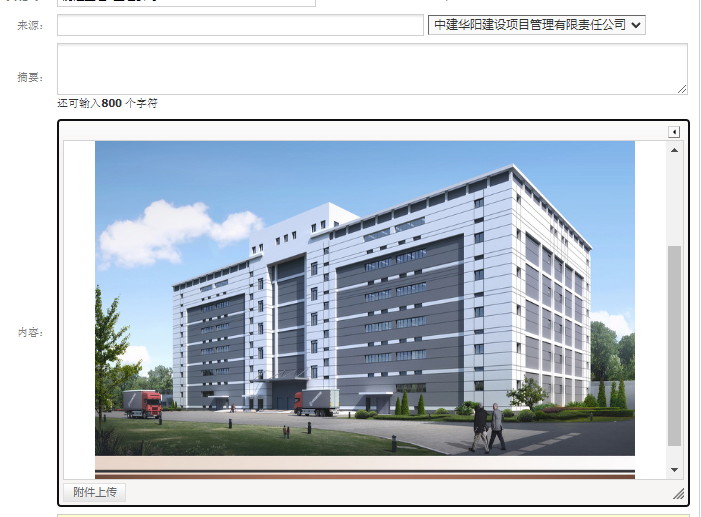 来源：
中建华阳建设项目管理有限责任公司
摘要：
还可输入800 个字符
内容：
附件上传